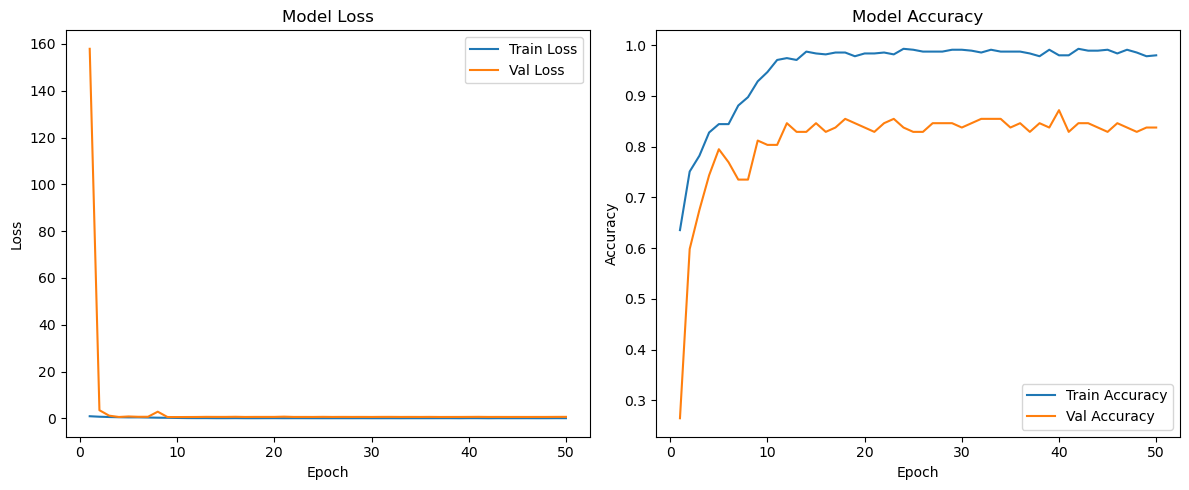 Model Loss
160
140
120
100
80
60
40
20
0
Loss
0 10 20 30 40 50
Epoch
Train Loss
Val Loss
Model Accuracy
1.0
0.9
0.8
0.7
0.6
0.5
0.4
0.3
Accuracy
0 10 20 30 40 50
Epoch
Train Accuracy
Val Accuracy